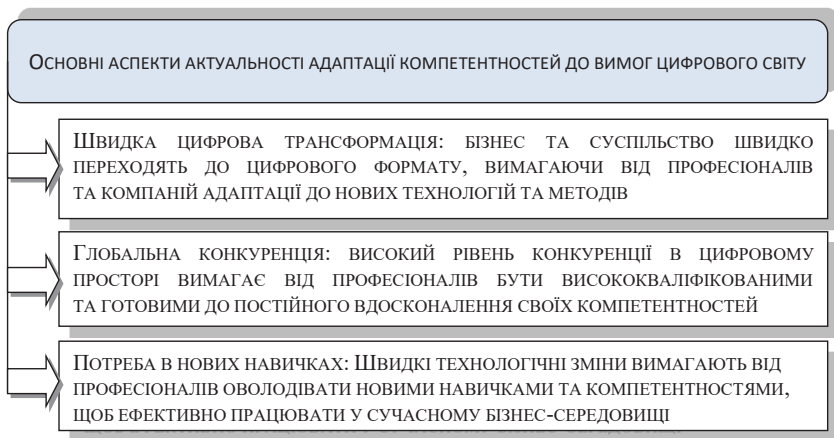 Основні аспекти актуальності адаптації компетентностей до вимог цифрового світу
Швидка цифрова трансформація: бізнес та суспільство швидко
переходять до цифрового формату, вимагаючи від професіоналів
та компаній адаптації до нових технологій та методів
Глобальна конкуренція: високий рівень конкуренції в цифровому
просторі вимагає від професіоналів бути висококваліфікованими
та готовими до постійного вдосконалення своїх компетентностей
Потреба в нових навичках: Швидкі технологічні зміни вимагають від
професіоналів оволодівати новими навичками та компетентностями,
щоб ефективно працювати у сучасному бізнес-середовищі